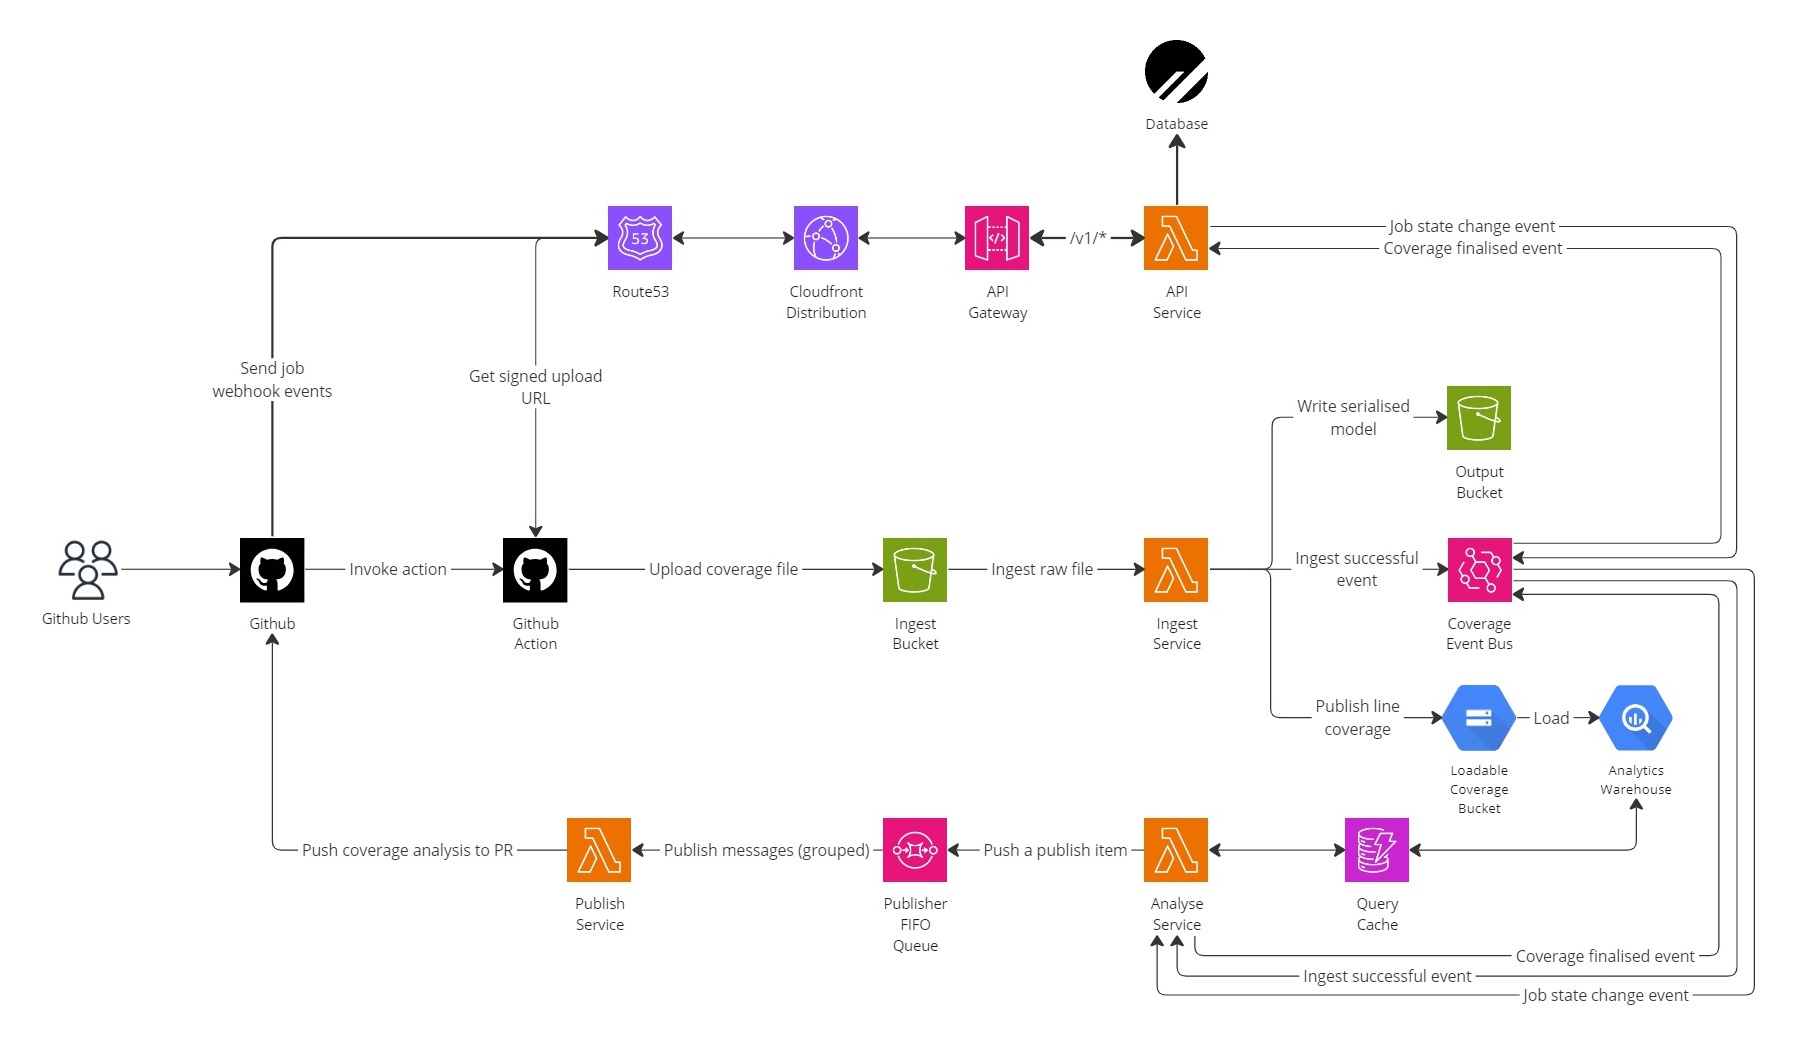 Database
Job state change event
Coverage finalised event
53
/v1/*
Route53
Cloudfront
Distribution
API
Gateway
API
Service
Send job
webhook events
Get signed upload
URL
Write serialised
model
Output
Bucket
Invoke action
Upload coverage file
Ingest raw file
Ingest successful
event
Github Users
Github
Github
Action
Ingest
Bucket
Ingest
Service
Coverage
Event Bus
Publish line
coverage
Load
Loadable
Coverage
Bucket
Analytics
Warehouse
Push coverage analysis to PR
Publish messages (grouped)
Push a publish item
Publish
Service
Publisher
FIFO
Queue
Analyse
Service
Query
Cache
Coverage finalised event
Ingest successful event
Job state change event